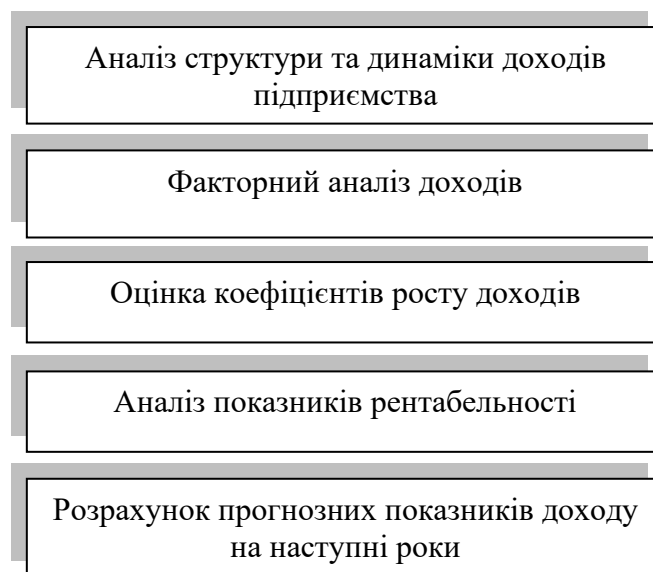 Аналіз структури та динаміки доходів
підприємства
Факторний аналіз доходів
Оцінка коефіцієнтів росту доходів
Аналіз показників рентабельності
Розрахунок прогнозних показників доходу
на наступні роки